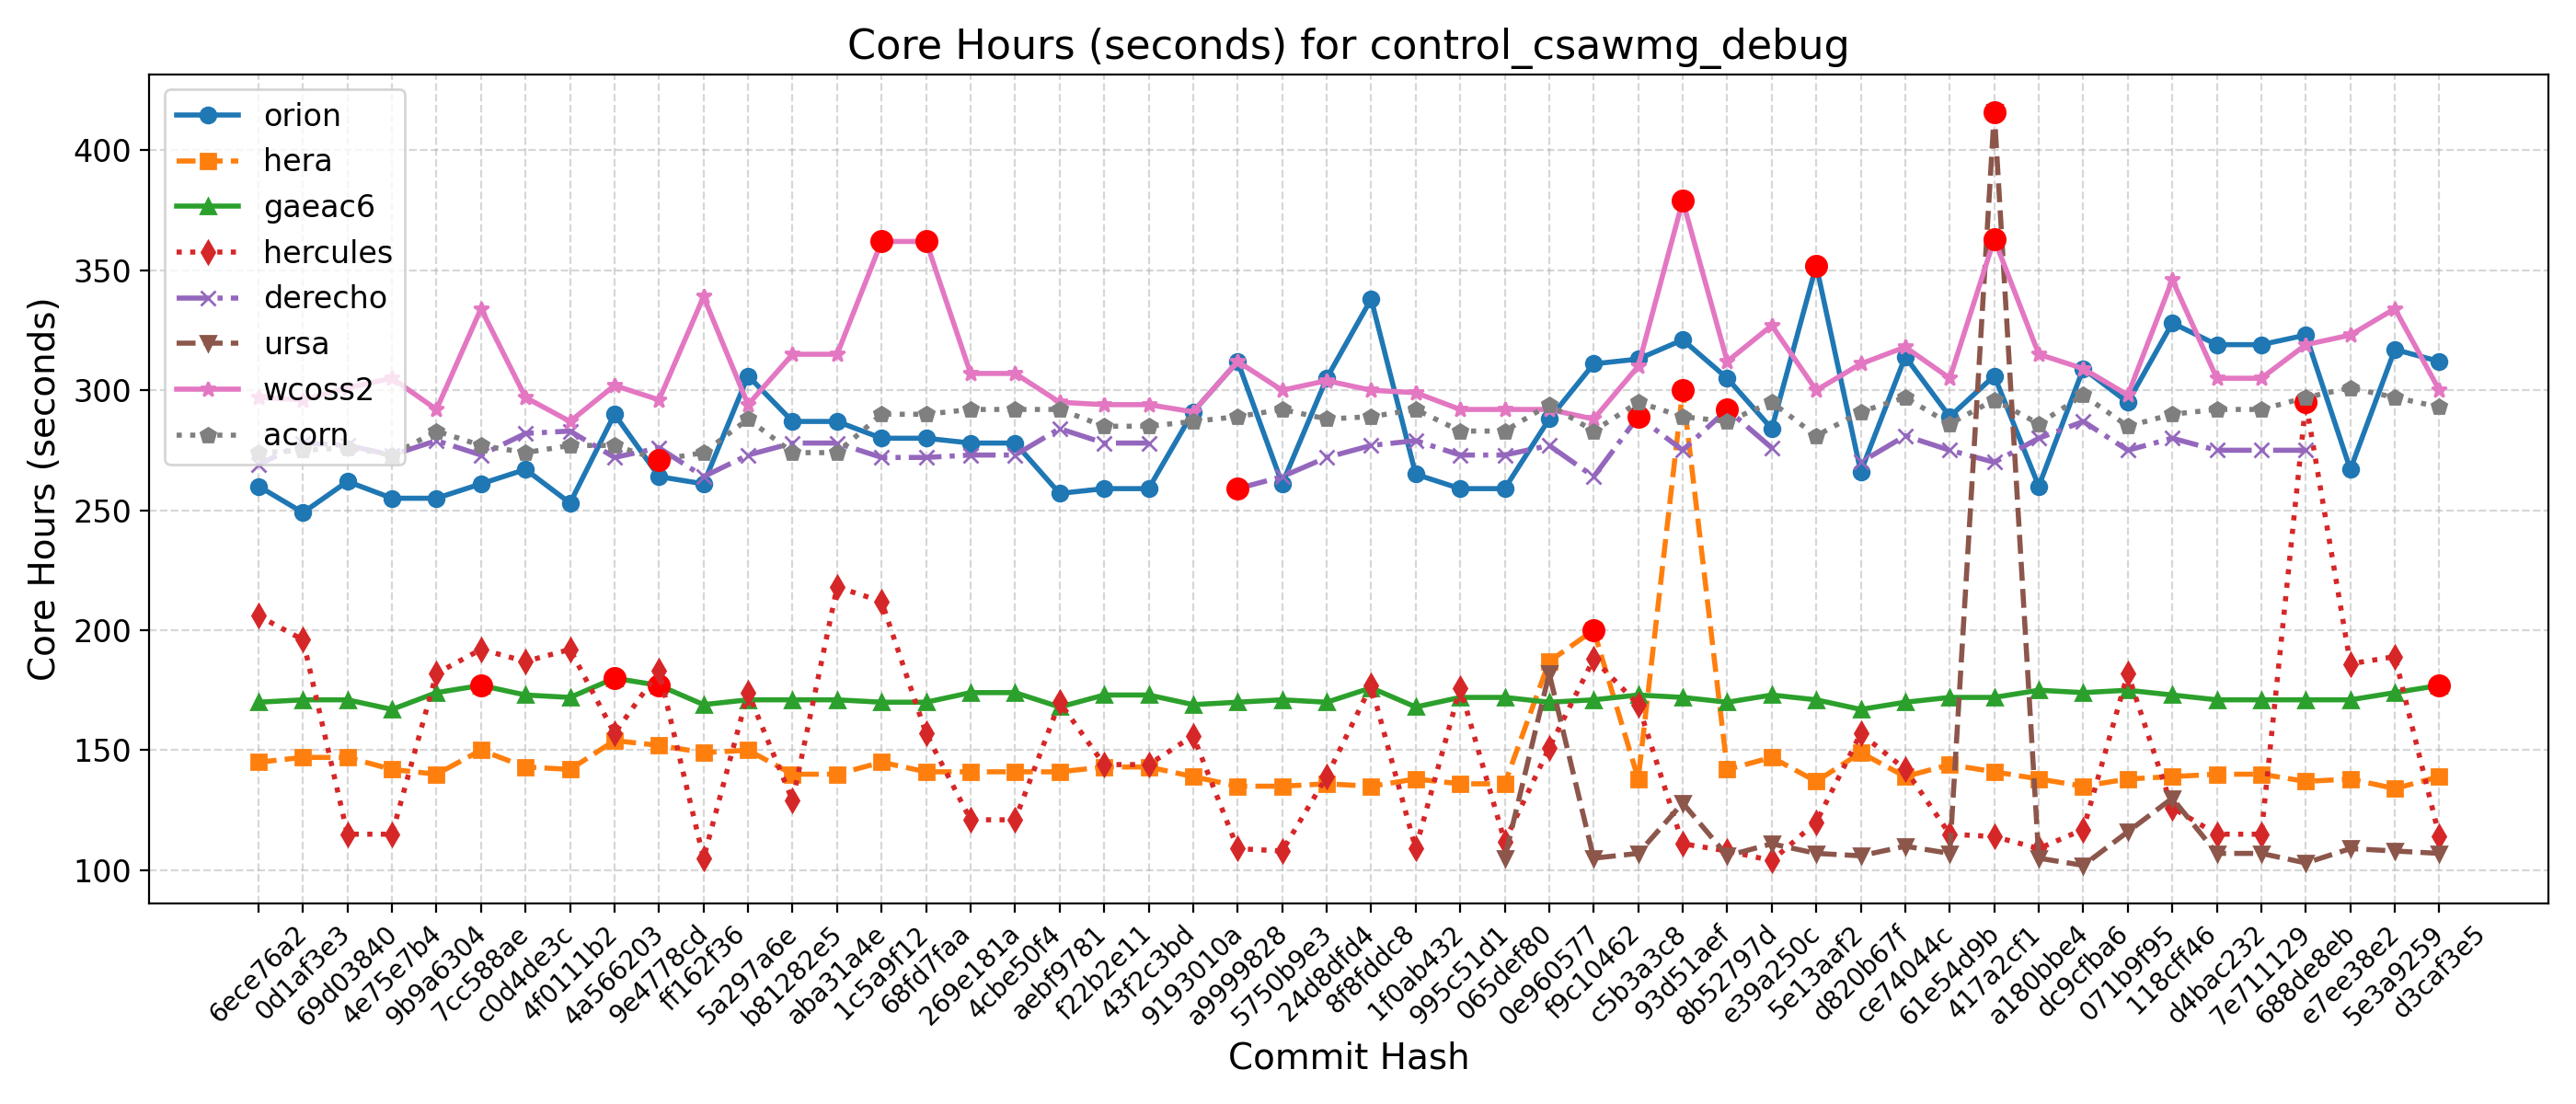 Core Hours (seconds) for control_csawmg_debug
Core Hours (seconds)
400
350
300
250
200
150
100
orion
hera
gaeac6
hercules
derecho
ursa
wcoss2
acorn
6ece76a2
0d1af3e3
69d03840
4e75e7b4
9b9a6304
7cc588ae
c0d4de3c
4f0111b2
4a566203
9e4778cd
ff162f36
5a297a6e
b81282e5
aba31a4e
1c5a9f12
68fd7faa
269e181a
4cbe50f4
aebf9781
f22b2e11
43f2c3bd
9193010a
a9999828
5750b9e3
24d8dfd4
8f8fddc8
1f0ab432
995c51d1
065def80
0e960577
f9c10462
c5b3a3c8
93d51aef
8b52797d
e39a250c
5e13aaf2
d820b67f
ce74044c
61e54d9b
417a2cf1
a180bbe4
dc9cfba6
071b9f95
118cff46
d4bac232
7e711129
688de8eb
e7ee38e2
5e3a9259
d3caf3e5
Commit Hash